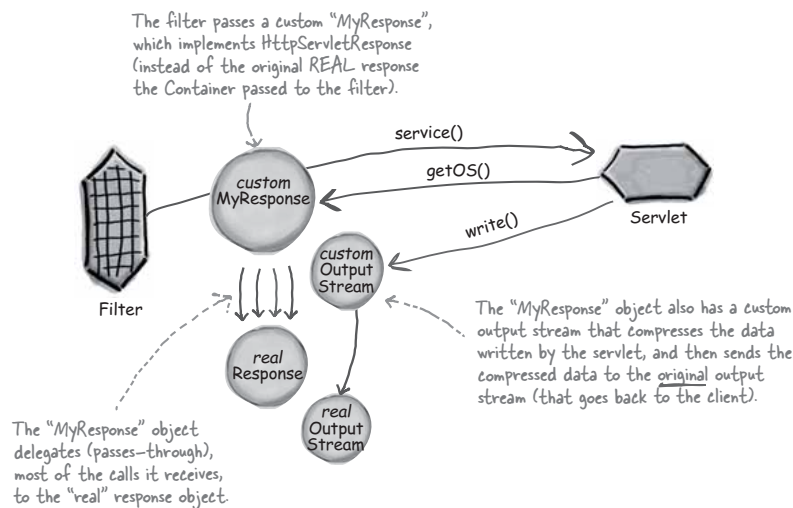 The filter passes a custom “MyResponse”,
which implements HttpServletResponse
(instead of the original REAL response
the Container passed to the filter).
service()
custom
MyResponse
getOS()
Servlet
write()
custom
Output
Stream
Filter
The “MyResponse” object also has a custom
output stream that compresses the data
written by the servlet, and then sends the
compressed data to the original output
stream (that goes back to the client).
real
Response
real
Output
Stream
The “MyResponse” object
delegates (passes-through),
most of the calls it receives,
to the “real” response object.